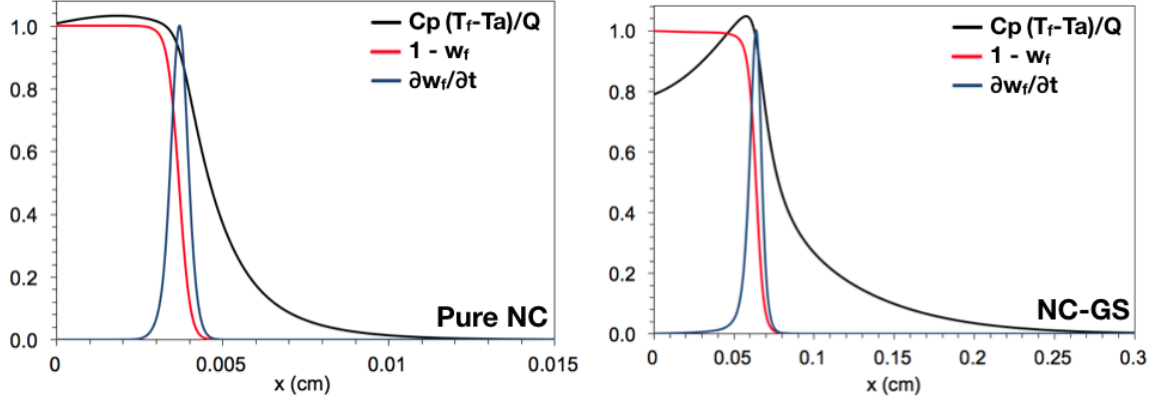 Cp (Tf-Ta)/Q
1 - wf
∂wf/∂t
1.0
0.8
0.6
0.4
0.2
0.0
Pure NC
0 0.005 0.01 0.015
x (cm)
Cp (Tf-Ta)/Q
1 - wf
∂wf/∂t
1.0
0.8
0.6
0.4
0.2
0.0
NC-GS
0 0.05 0.1 0.15 0.2 0.25 0.3
x (cm)